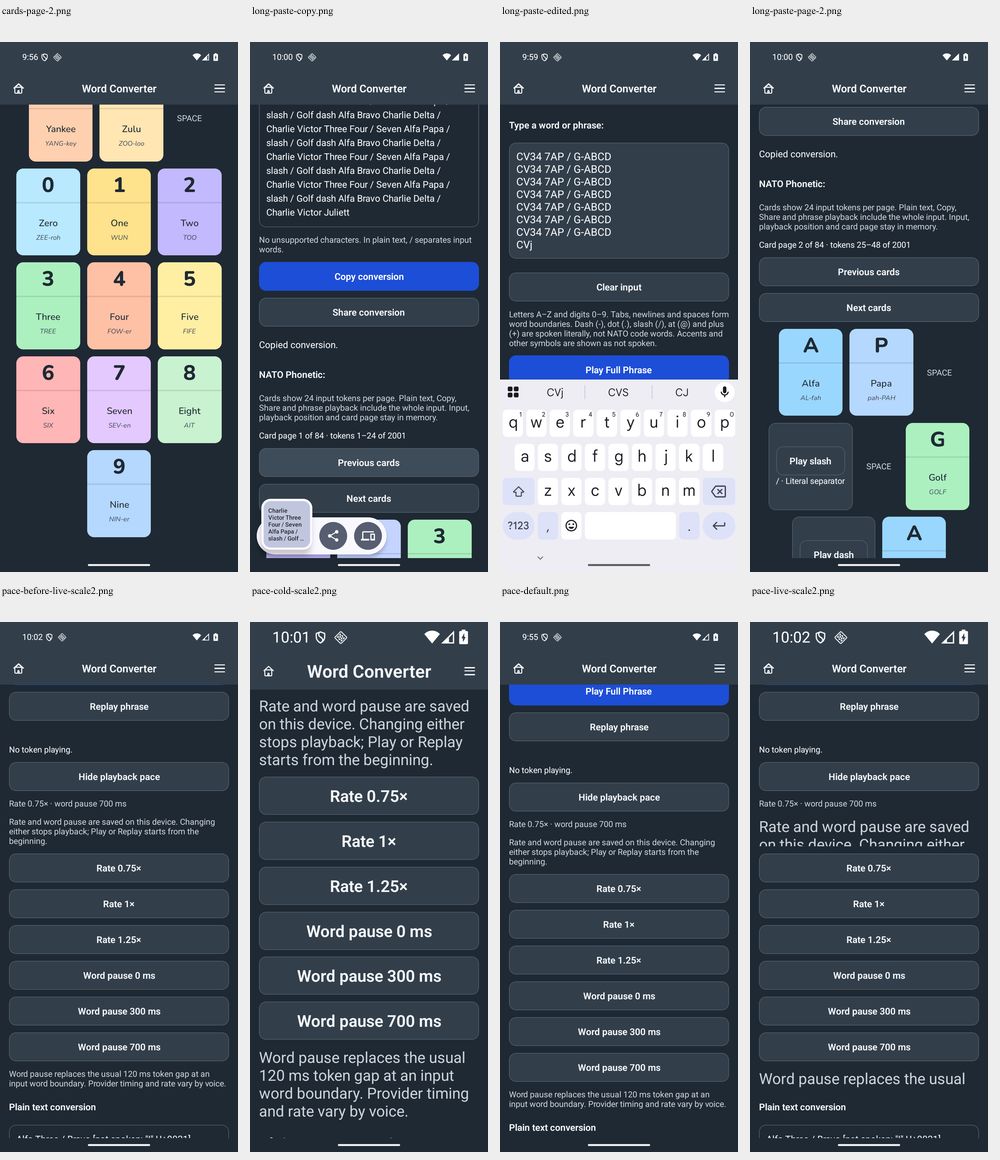 cards-page-2.png
9:56
Word Converter
Yankee
YANG-key
Zulu
ZOO-loo
SPACE
0
Zero
ZEE-roh
1
One
WUN
2
Two
TOO
3
Three
TREE
4
Four
FOW-er
5
Five
FIFE
6
Six
SIX
7
Seven
SEV-en
8
Eight
AIT
9
Nine
NIN-er
long-paste-copy.png
10:00
Word Converter
slash / Golf dash Alfa Bravo Charlie Delta /
Charlie Victor Three Four / Seven Alfa Papa /
slash / Golf dash Alfa Bravo Charlie Delta /
Charlie Victor Three Four / Seven Alfa Papa /
slash / Golf dash Alfa Bravo Charlie Delta /
Charlie Victor Three Four / Seven Alfa Papa /
slash / Golf dash Alfa Bravo Charlie Delta /
Charlie Victor Juliett
No unsupported characters. In plain text, / separates input
words.
Copy conversion
Share conversion
Copied conversion.
NATO Phonetic:
Cards show 24 input tokens per page. Plain text, Copy,
Share and phrase playback include the whole input. Input,
playback position and card page stay in memory.
Card page 1 of 84 · tokens 1–24 of 2001
Previous cards
Next cards
Charlie
Victor Three
Four / Seven
Alfa Papa /
slash / Golf ...
3
long-paste-edited.png
9:59
Word Converter
Type a word or phrase:
CV34 7AP / G-ABCD
CV34 7AP / G-ABCD
CV34 7AP / G-ABCD
CV34 7AP / G-ABCD
CV34 7AP / G-ABCD
CV34 7AP / G-ABCD
CV34 7AP / G-ABCD
CVj
Clear input
Letters A–Z and digits 0–9. Tabs, newlines and spaces form
word boundaries. Dash (-), dot (.), slash (/), at (@) and plus
(+) are spoken literally, not NATO code words. Accents and
other symbols are shown as not spoken.
Play Full Phrase
CVj CVS CJ
q1 w2 e3 r4 t5 y6 u7 i8 o9 p0
a s d f g h j k l
z x c v b n m
?123 , .
long-paste-page-2.png
10:00
Word Converter
Share conversion
Copied conversion.
NATO Phonetic:
Cards show 24 input tokens per page. Plain text, Copy,
Share and phrase playback include the whole input. Input,
playback position and card page stay in memory.
Card page 2 of 84 · tokens 25–48 of 2001
Previous cards
Next cards
A
Alfa
AL-fah
P
Papa
pah-PAH
SPACE
Play slash
/ · Literal separator
SPACE
G
Golf
GOLF
Play dash
A
pace-before-live-scale2.png
10:02
Word Converter
Replay phrase
No token playing.
Hide playback pace
Rate 0.75× · word pause 700 ms
Rate and word pause are saved on this device. Changing
either stops playback; Play or Replay starts from the
beginning.
Rate 0.75×
Rate 1×
Rate 1.25×
Word pause 0 ms
Word pause 300 ms
Word pause 700 ms
Word pause replaces the usual 120 ms token gap at an
input word boundary. Provider timing and rate vary by voice.
Plain text conversion
pace-cold-scale2.png
10:01
Word Converter
Rate and word pause are saved
on this device. Changing either
stops playback; Play or Replay
starts from the beginning.
Rate 0.75×
Rate 1×
Rate 1.25×
Word pause 0 ms
Word pause 300 ms
Word pause 700 ms
Word pause replaces the usual
120 ms token gap at an input
word boundary. Provider timing
and rate vary by voice.
pace-default.png
9:55
Word Converter
Play Full Phrase
Replay phrase
No token playing.
Hide playback pace
Rate 0.75× · word pause 700 ms
Rate and word pause are saved on this device. Changing
either stops playback; Play or Replay starts from the
beginning.
Rate 0.75×
Rate 1×
Rate 1.25×
Word pause 0 ms
Word pause 300 ms
Word pause 700 ms
Word pause replaces the usual 120 ms token gap at an
input word boundary. Provider timing and rate vary by voice.
Plain text conversion
pace-live-scale2.png
10:02
Word Converter
Replay phrase
No token playing.
Hide playback pace
Rate 0.75× · word pause 700 ms
Rate and word pause are saved
on this device. Changing either
Rate 0.75×
Rate 1×
Rate 1.25×
Word pause 0 ms
Word pause 300 ms
Word pause 700 ms
Word pause replaces the usual
Plain text conversion